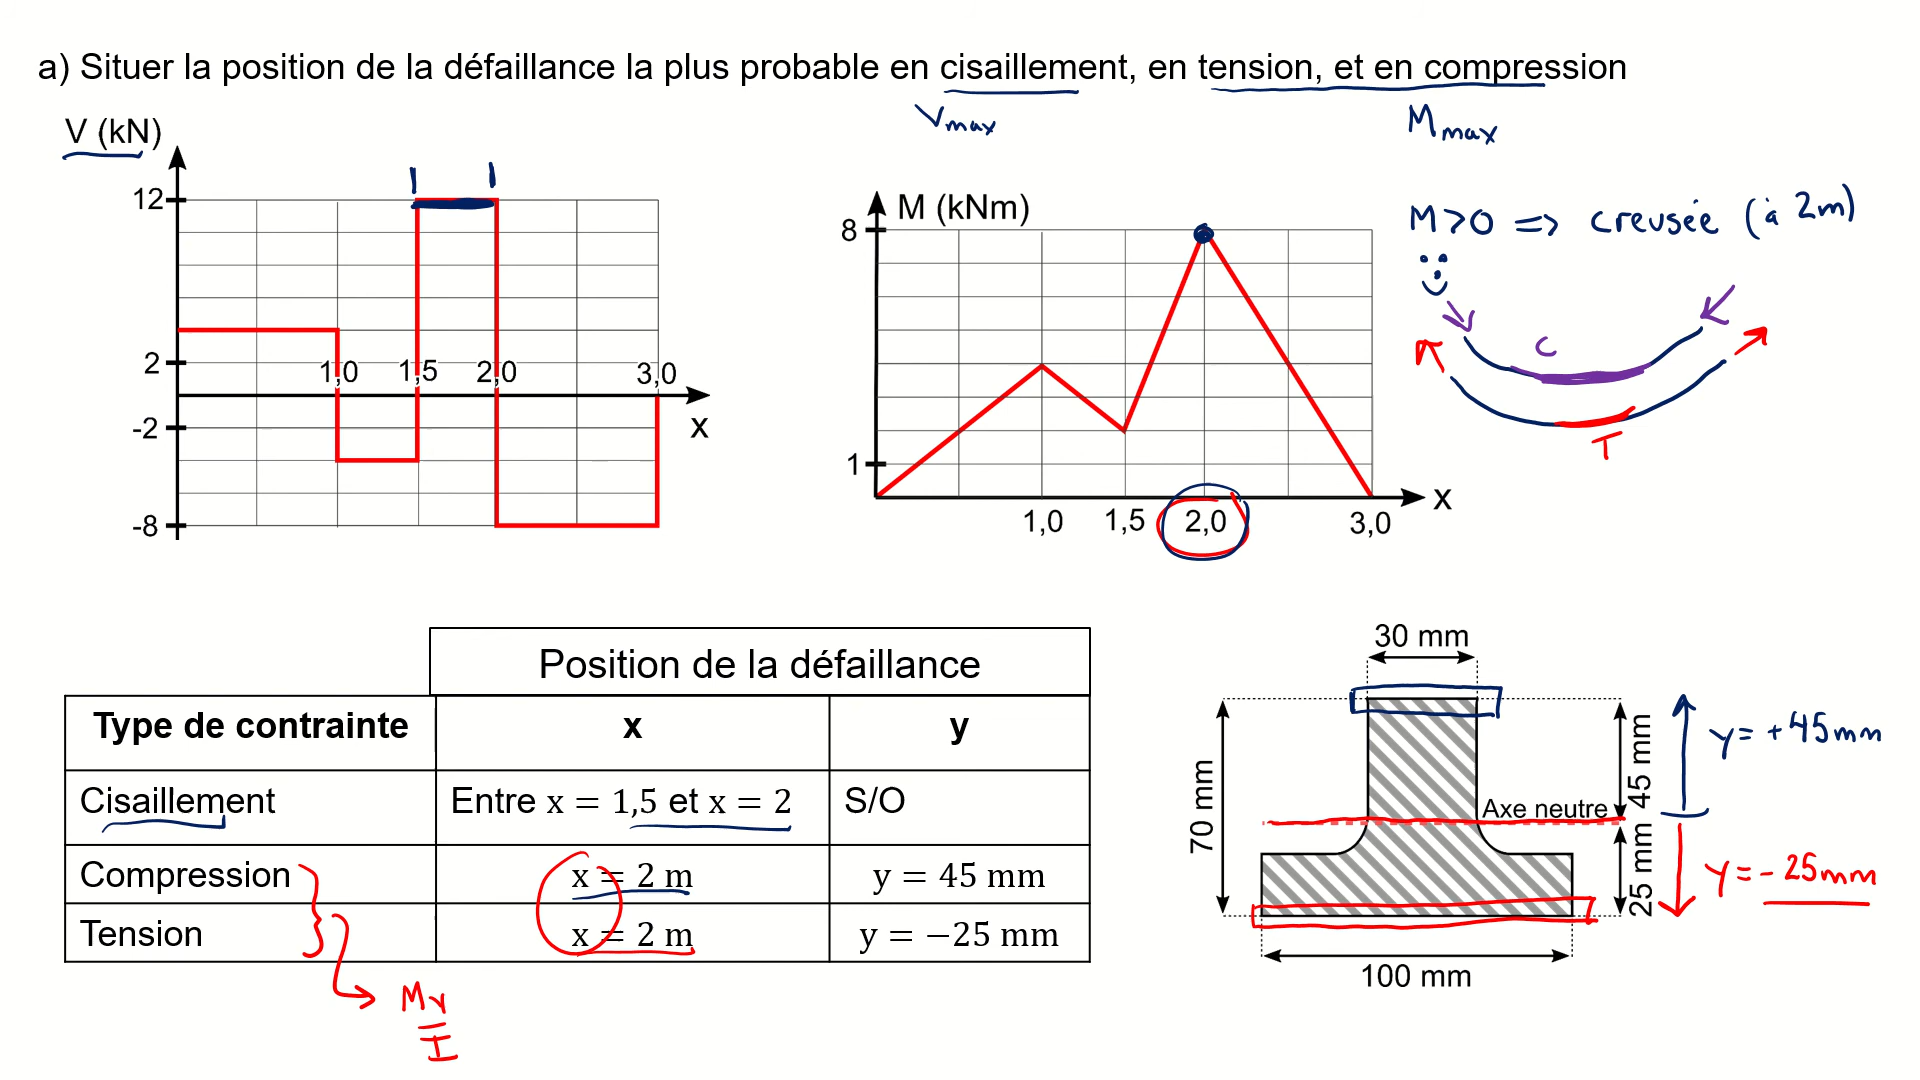 a) Situer la position de la défaillance la plus probable en cisaillement, en tension, et en compression
Vmax
Mmax
V (kN)
12
2
-2
-8
1,0
1,5
2,0
3,0
x
M (kNm)
8
1
1,0
1,5
2,0
3,0
x
M>0 => creusée (à 2m)
C
T
Position de la défaillance
Type de contrainte x y
Cisaillement Entre x = 1,5 et x = 2 S/O
Compression x = 2 m y = 45 mm
Tension x = 2 m y = −25 mm
My
I
30 mm
70 mm
Axe neutre
45 mm
25 mm
100 mm
y = +45mm
y = -25mm